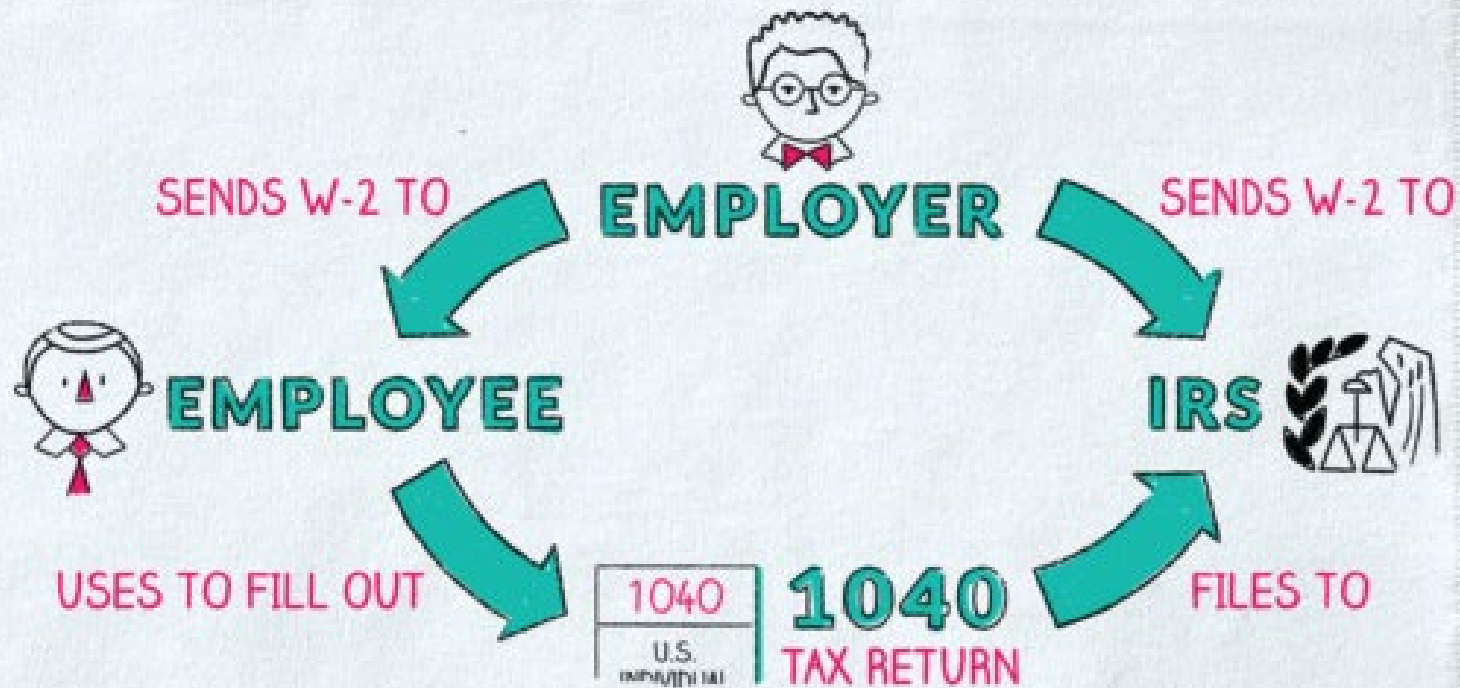 SENDS W-2 TO
EMPLOYER
SENDS W-2 TO
EMPLOYEE
IRS
USES TO FILL OUT
1040
U.S.
1040
TAX RETURN
FILES TO